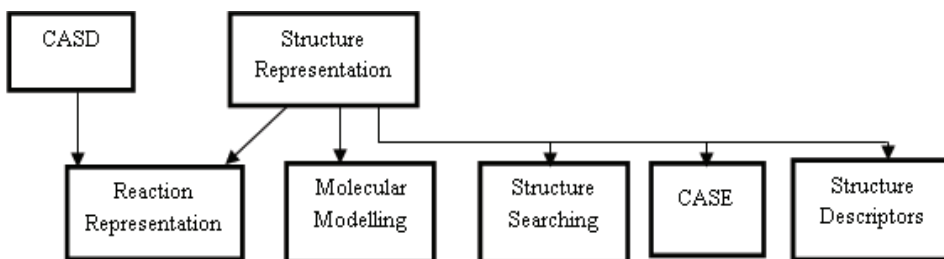 CASD
Structure
Representation
Reaction
Representation
Molecular
Modelling
Structure
Searching
CASE
Structure
Descriptors